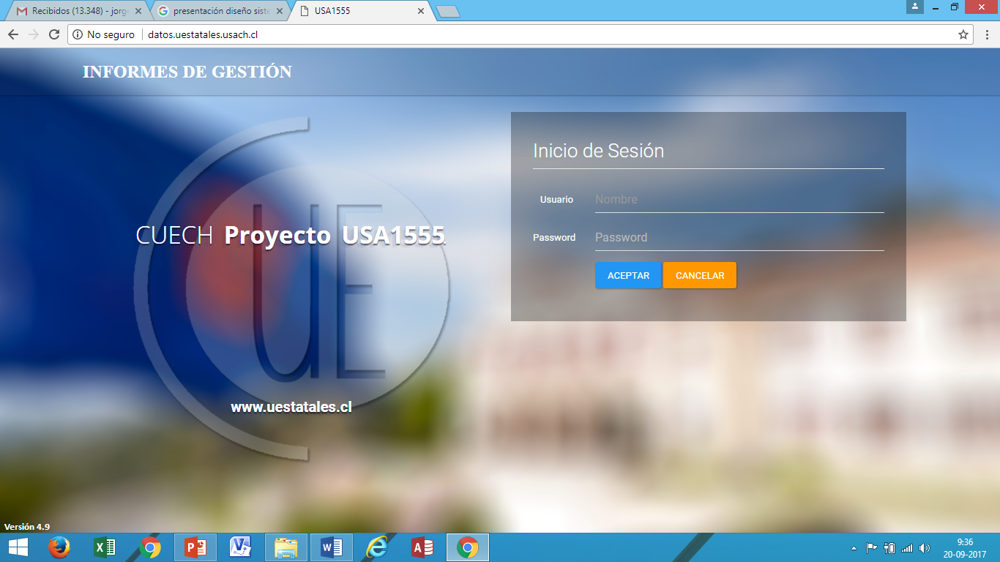 Recibidos (13.348) - jorge
presentación diseño siste
USA1555
No seguro
datos.uestatales.usach.cl
INFORMES DE GESTIÓN
Inicio de Sesión
Usuario
Nombre
Password
Password
ACEPTAR
CANCELAR
UE
CUECH Proyecto USA1555
www.uestatales.cl
Versión 4.9
9:36
20-09-2017